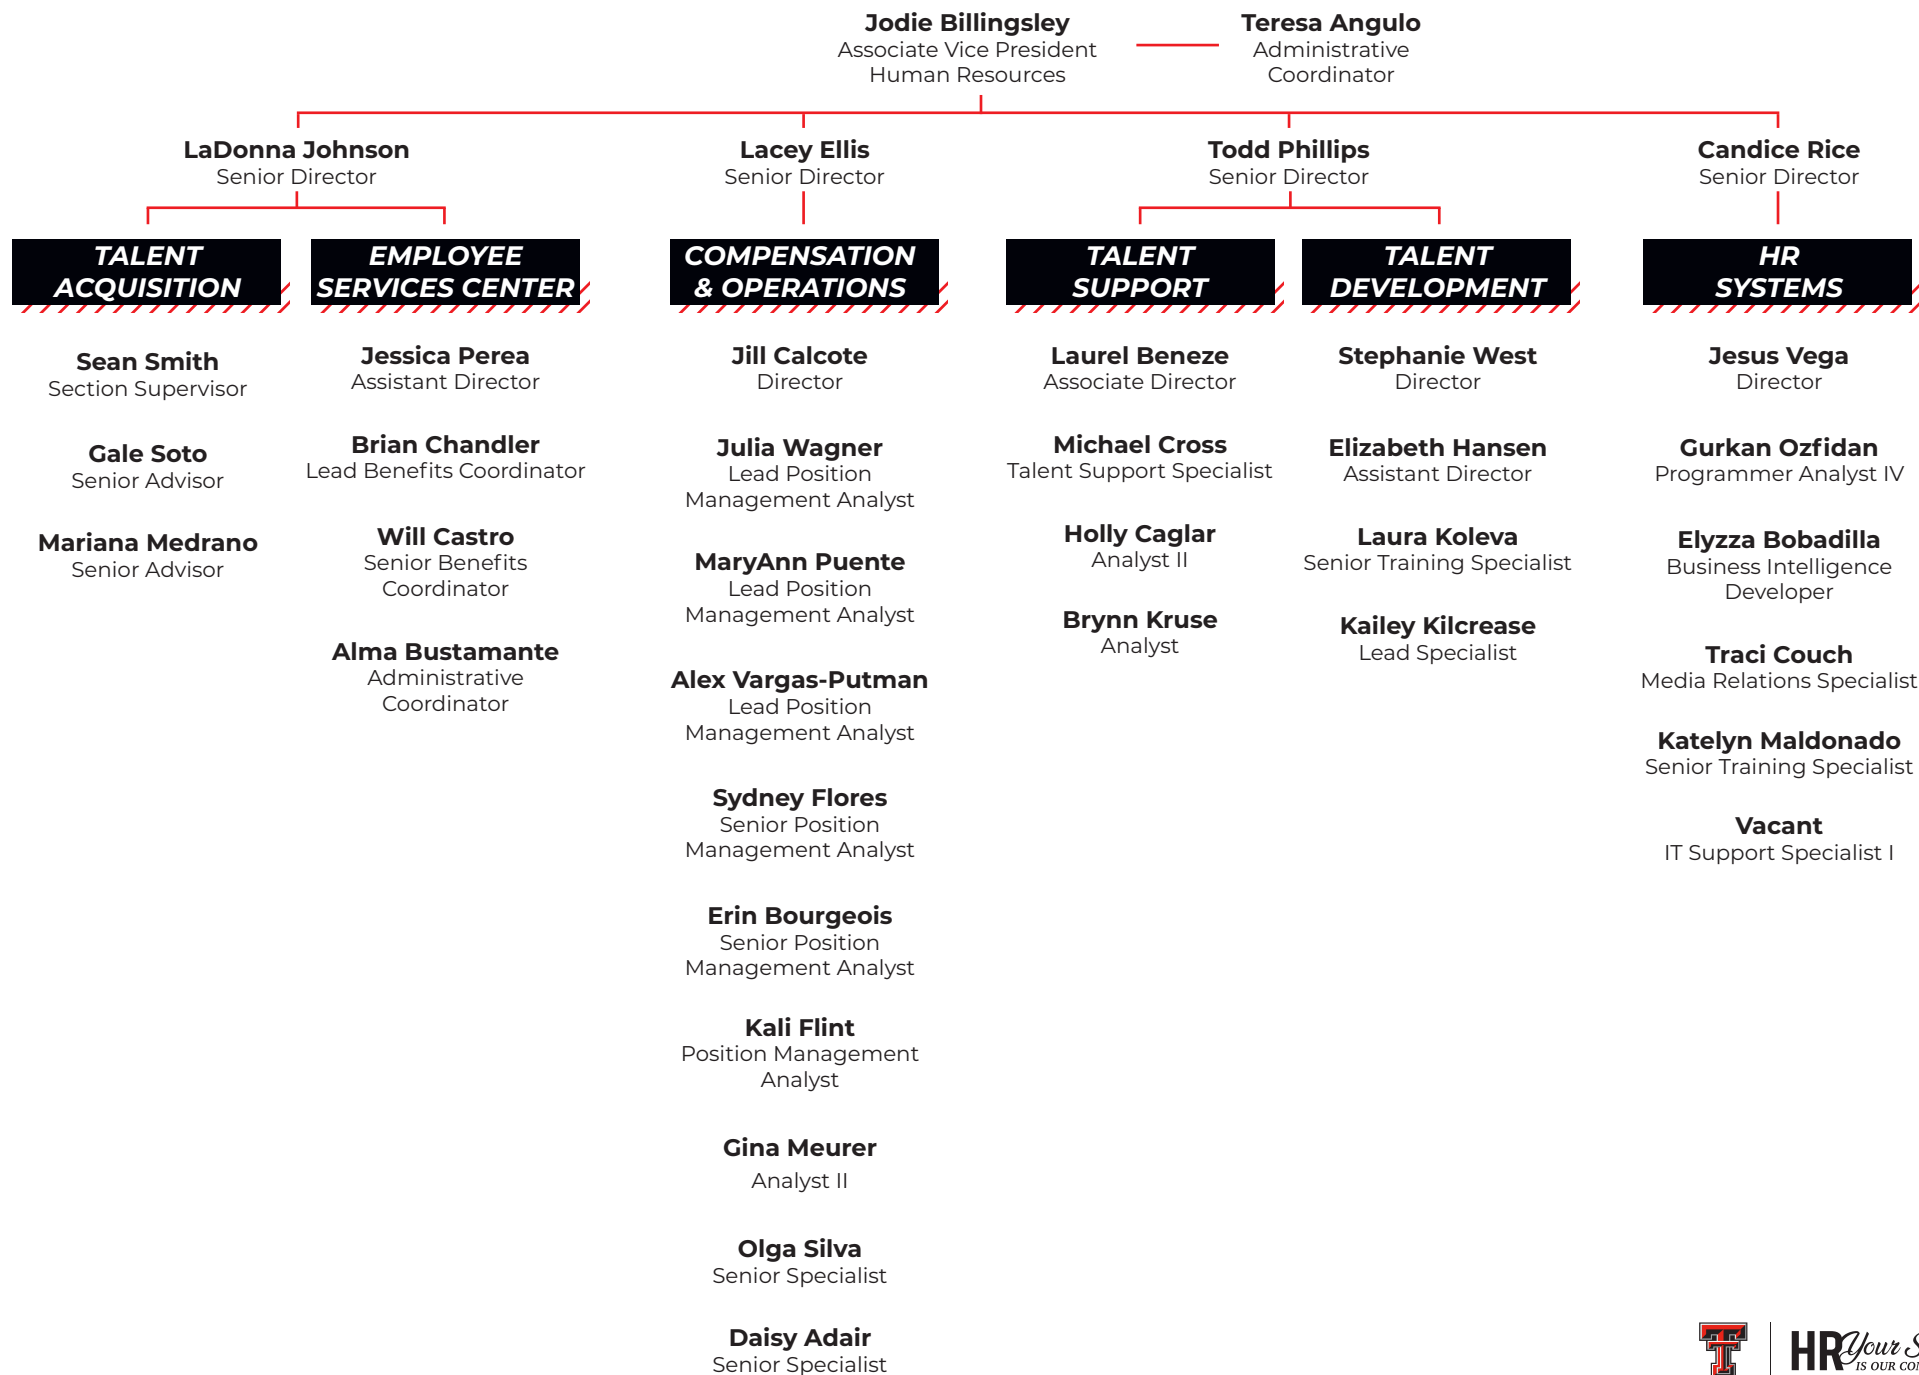 Jodie Billingsley
Associate Vice President
Human Resources
Teresa Angulo
Administrative
Coordinator
LaDonna Johnson
Senior Director
Lacey Ellis
Senior Director
Todd Phillips
Senior Director
Candice Rice
Senior Director
TALENT
ACQUISITION
Sean Smith
Section Supervisor
Gale Soto
Senior Advisor
Mariana Medrano
Senior Advisor
EMPLOYEE
SERVICES CENTER
Jessica Perea
Assistant Director
Brian Chandler
Lead Benefits Coordinator
Will Castro
Senior Benefits
Coordinator
Alma Bustamante
Administrative
Coordinator
COMPENSATION
& OPERATIONS
Jill Calcote
Director
Julia Wagner
Lead Position
Management Analyst
MaryAnn Puente
Lead Position
Management Analyst
Alex Vargas-Putman
Lead Position
Management Analyst
Sydney Flores
Senior Position
Management Analyst
Erin Bourgeois
Senior Position
Management Analyst
Kali Flint
Position Management
Analyst
Gina Meurer
Analyst II
Olga Silva
Senior Specialist
Daisy Adair
Senior Specialist
TALENT
SUPPORT
Laurel Beneze
Associate Director
Michael Cross
Talent Support Specialist
Holly Caglar
Analyst II
Brynn Kruse
Analyst
TALENT
DEVELOPMENT
Stephanie West
Director
Elizabeth Hansen
Assistant Director
Laura Koleva
Senior Training Specialist
Kailey Kilcrease
Lead Specialist
HR
SYSTEMS
Jesus Vega
Director
Gurkan Ozfidan
Programmer Analyst IV
Elyzza Bobadilla
Business Intelligence
Developer
Traci Couch
Media Relations Specialist
Katelyn Maldonado
Senior Training Specialist
Vacant
IT Support Specialist I
HR Your
IS OUR